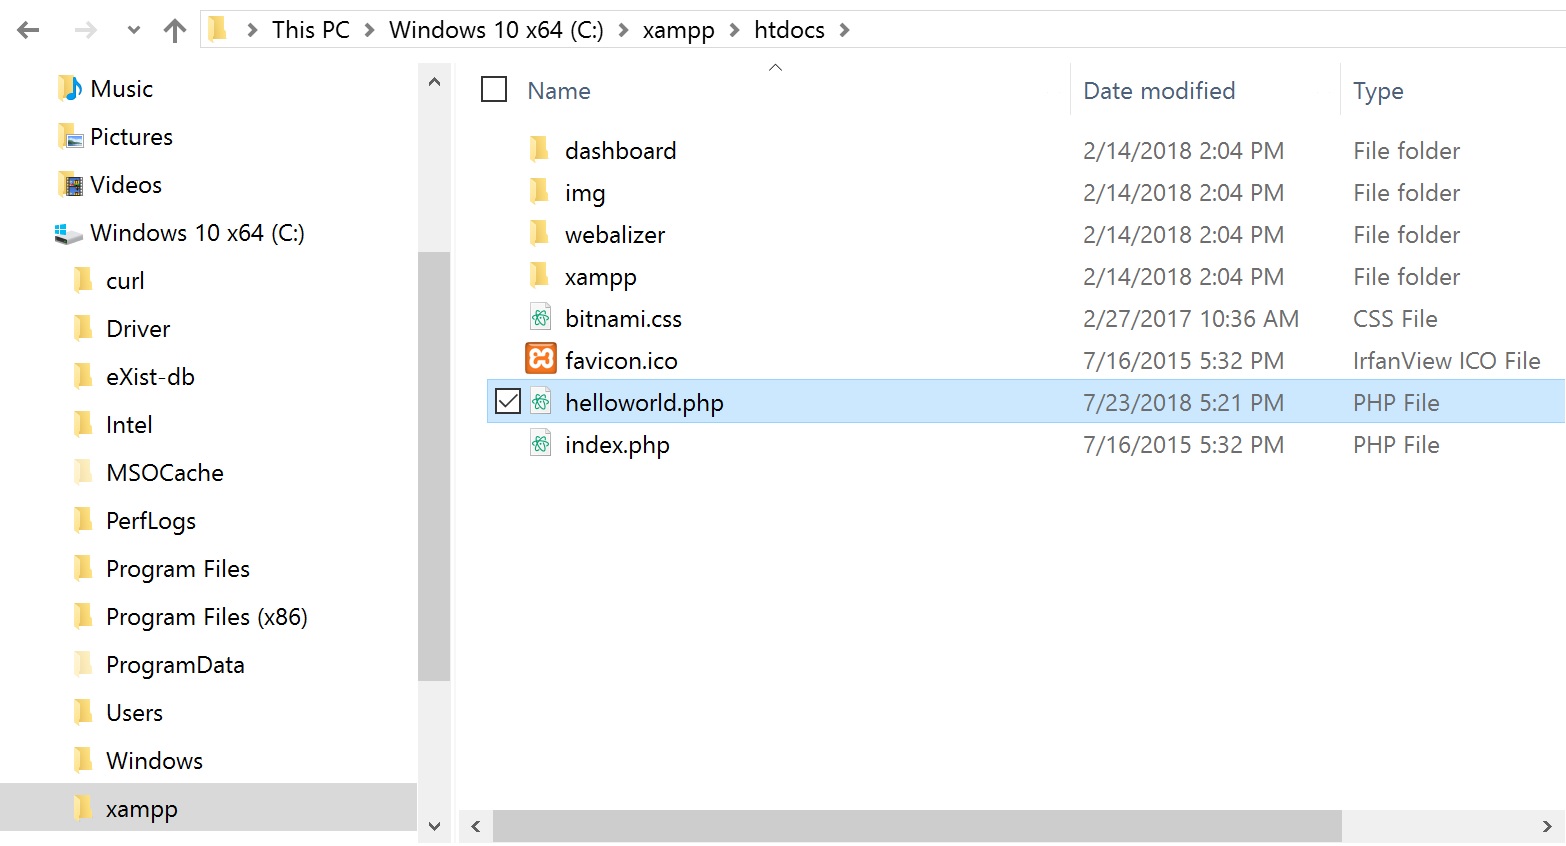 This PC Windows 10 x64 (C:) xampp htdocs
Music
Pictures
Videos
Windows 10 x64 (C:)
curl
Driver
eXist-db
Intel
MSOCache
PerfLogs
Program Files
Program Files (x86)
ProgramData
Users
Windows
xampp
Name Date modified Type
dashboard 2/14/2018 2:04 PM File folder
img 2/14/2018 2:04 PM File folder
webalizer 2/14/2018 2:04 PM File folder
xampp 2/14/2018 2:04 PM File folder
bitnami.css 2/27/2017 10:36 AM CSS File
favicon.ico 7/16/2015 5:32 PM IrfanView ICO File
helloworld.php 7/23/2018 5:21 PM PHP File
index.php 7/16/2015 5:32 PM PHP File